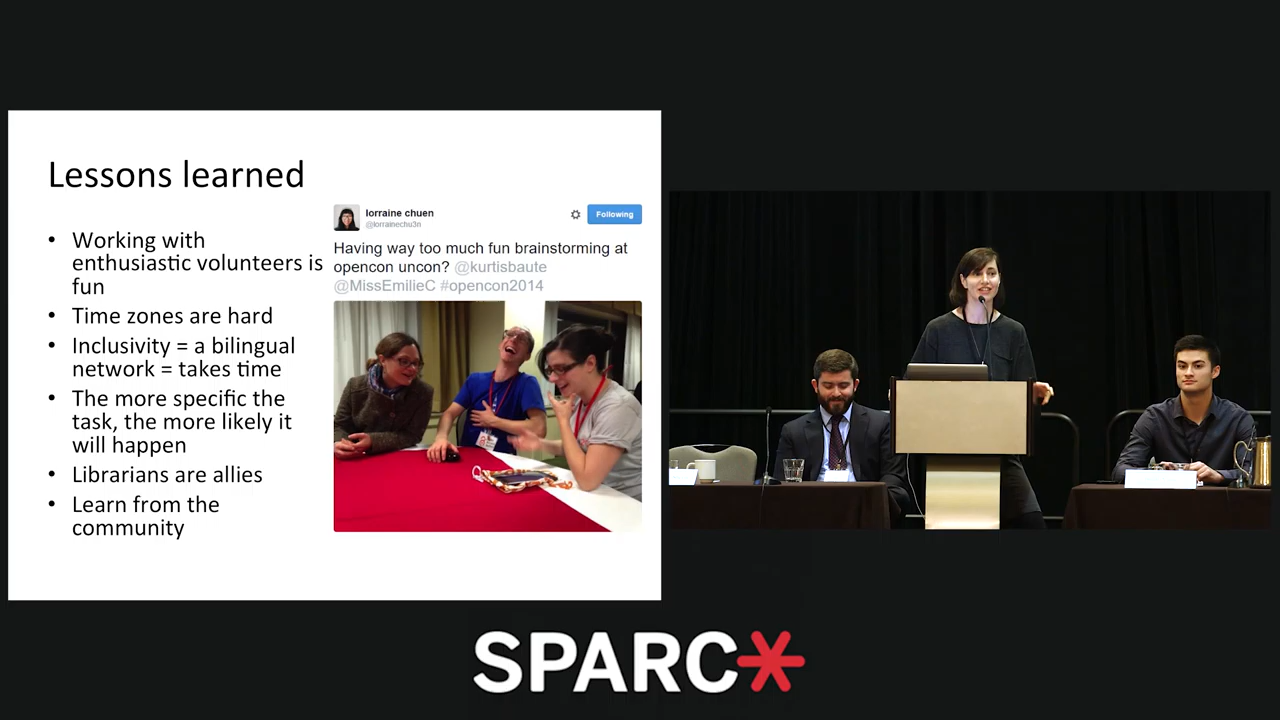 Lessons learned
• Working with
enthusiastic volunteers is
fun
• Time zones are hard
• Inclusivity = a bilingual
network = takes time
• The more specific the
task, the more likely it
will happen
• Librarians are allies
• Learn from the
community
lorraine chuen
@lorrainechu3n
Following
Having way too much fun brainstorming at
opencon uncon? @kurtisbaute
@MissEmilieC #opencon2014
SPARC*